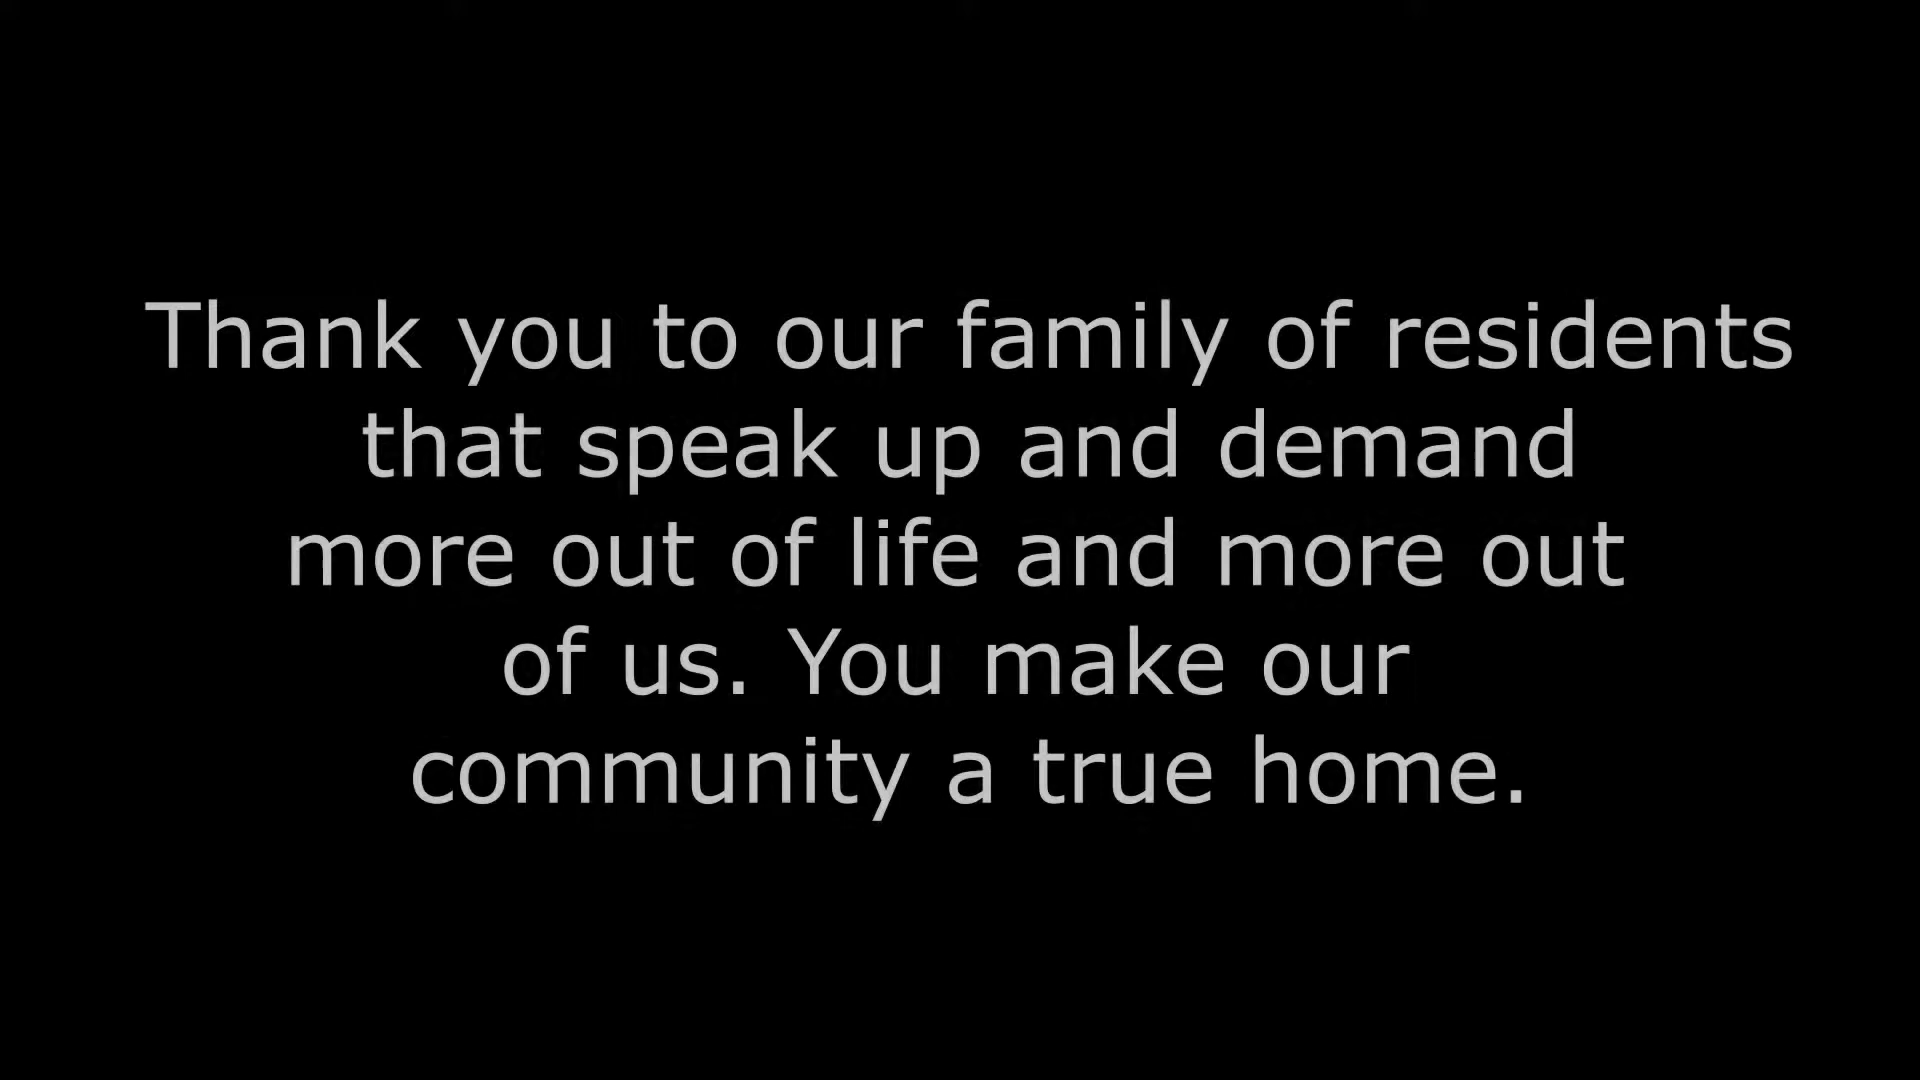 Thank you to our family of residents
that speak up and demand
more out of life and more out
of us. You make our
community a true home.